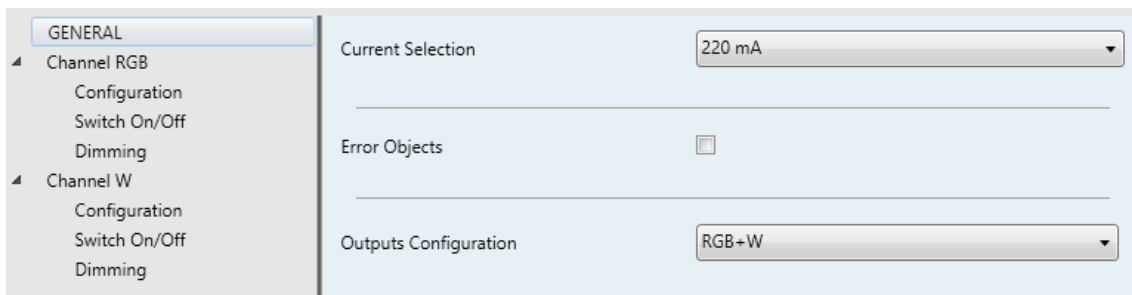 GENERAL
Channel RGB
Configuration
Switch On/Off
Dimming
Channel W
Configuration
Switch On/Off
Dimming
Current Selection 220 mA
Error Objects
Outputs Configuration RGB+W